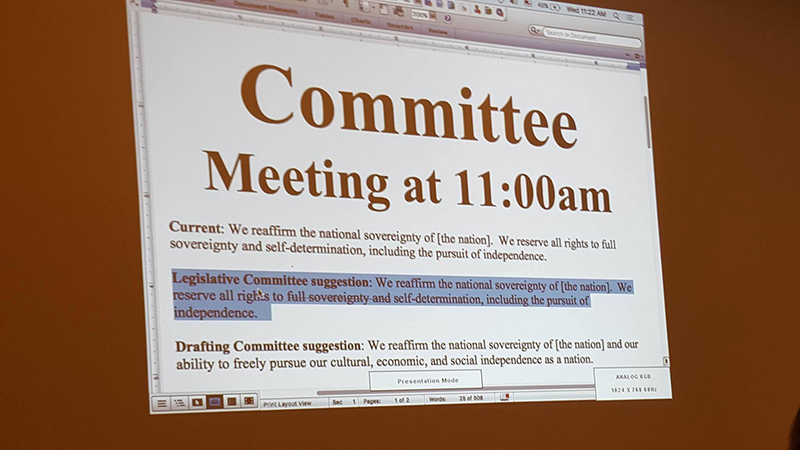 Document Elements
Tables
Charts
SmartArt
Review
200%
48%
Wed 11:22 AM
Search in Document
Committee
Meeting at 11:00am
Current: We reaffirm the national sovereignty of [the nation]. We reserve all rights to full
sovereignty and self-determination, including the pursuit of independence.
Legislative Committee suggestion: We reaffirm the national sovereignty of [the nation]. We
reserve all rights to full sovereignty and self-determination, including the pursuit of
independence.
Drafting Committee suggestion: We reaffirm the national sovereignty of [the nation] and our
ability to freely pursue our cultural, economic, and social independence as a nation.
Presentation Mode
ANALOG RGB
1024 X 768 60Hz
Print Layout View
Sec 1
Pages: 1 of 2
Words: 25 of 508